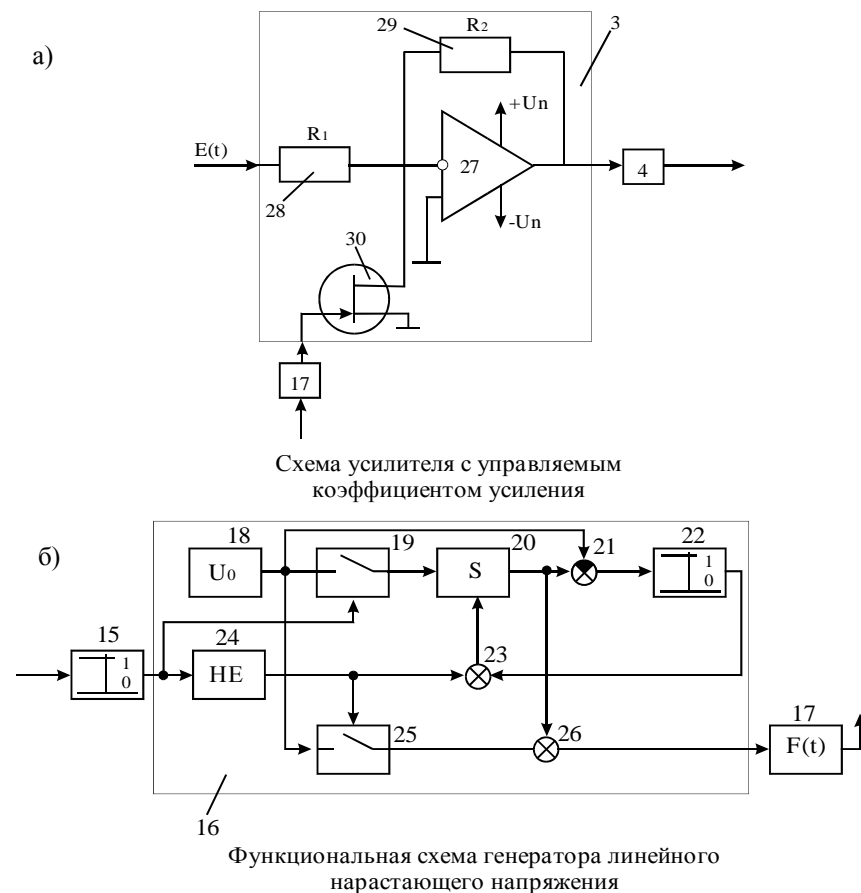 а)
29
R2
3
+Un
E(t)
R1
27
4
28
-Un
30
17
Схема усилителя с управляемым
коэффициентом усиления
б)
18
19
20
21
22
U0
S
1
0
15
24
1
0
НЕ
23
25
26
17
F(t)
16
Функциональная схема генератора линейного
нарастающего напряжения